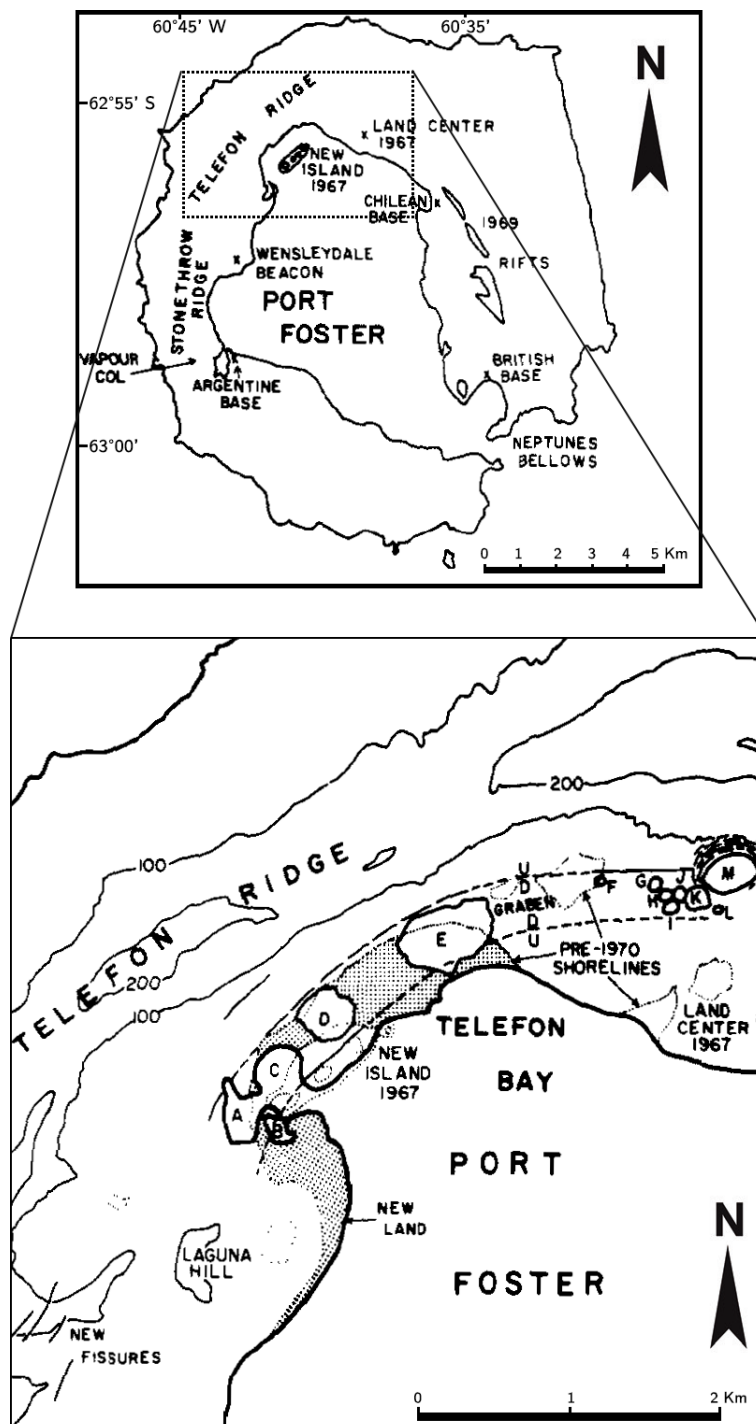 60°45' W
60°35'
62°55' S
N
TELEFON RIDGE
LAND CENTER
1967
NEW
ISLAND
1967
CHILEAN
BASE
1969
RIFTS
WENSLEYDALE
BEACON
STONETHROW
RIDGE
PORT
FOSTER
VAPOUR
COL
ARGENTINE
BASE
BRITISH
BASE
63°00'
NEPTUNES
BELLOWS
0 1 2 3 4 5 Km
200
100
TELEFON RIDGE
U
D
GRABEN
D
U
F
G
J
M
H
K
I
L
E
PRE-1970
SHORELINES
200
100
D
LAND
CENTER
1967
TELEFON
BAY
NEW
ISLAND
1967
C
A
B
PORT
FOSTER
NEW
LAND
N
LAGUNA
HILL
NEW
FISSURES
0 1 2 Km